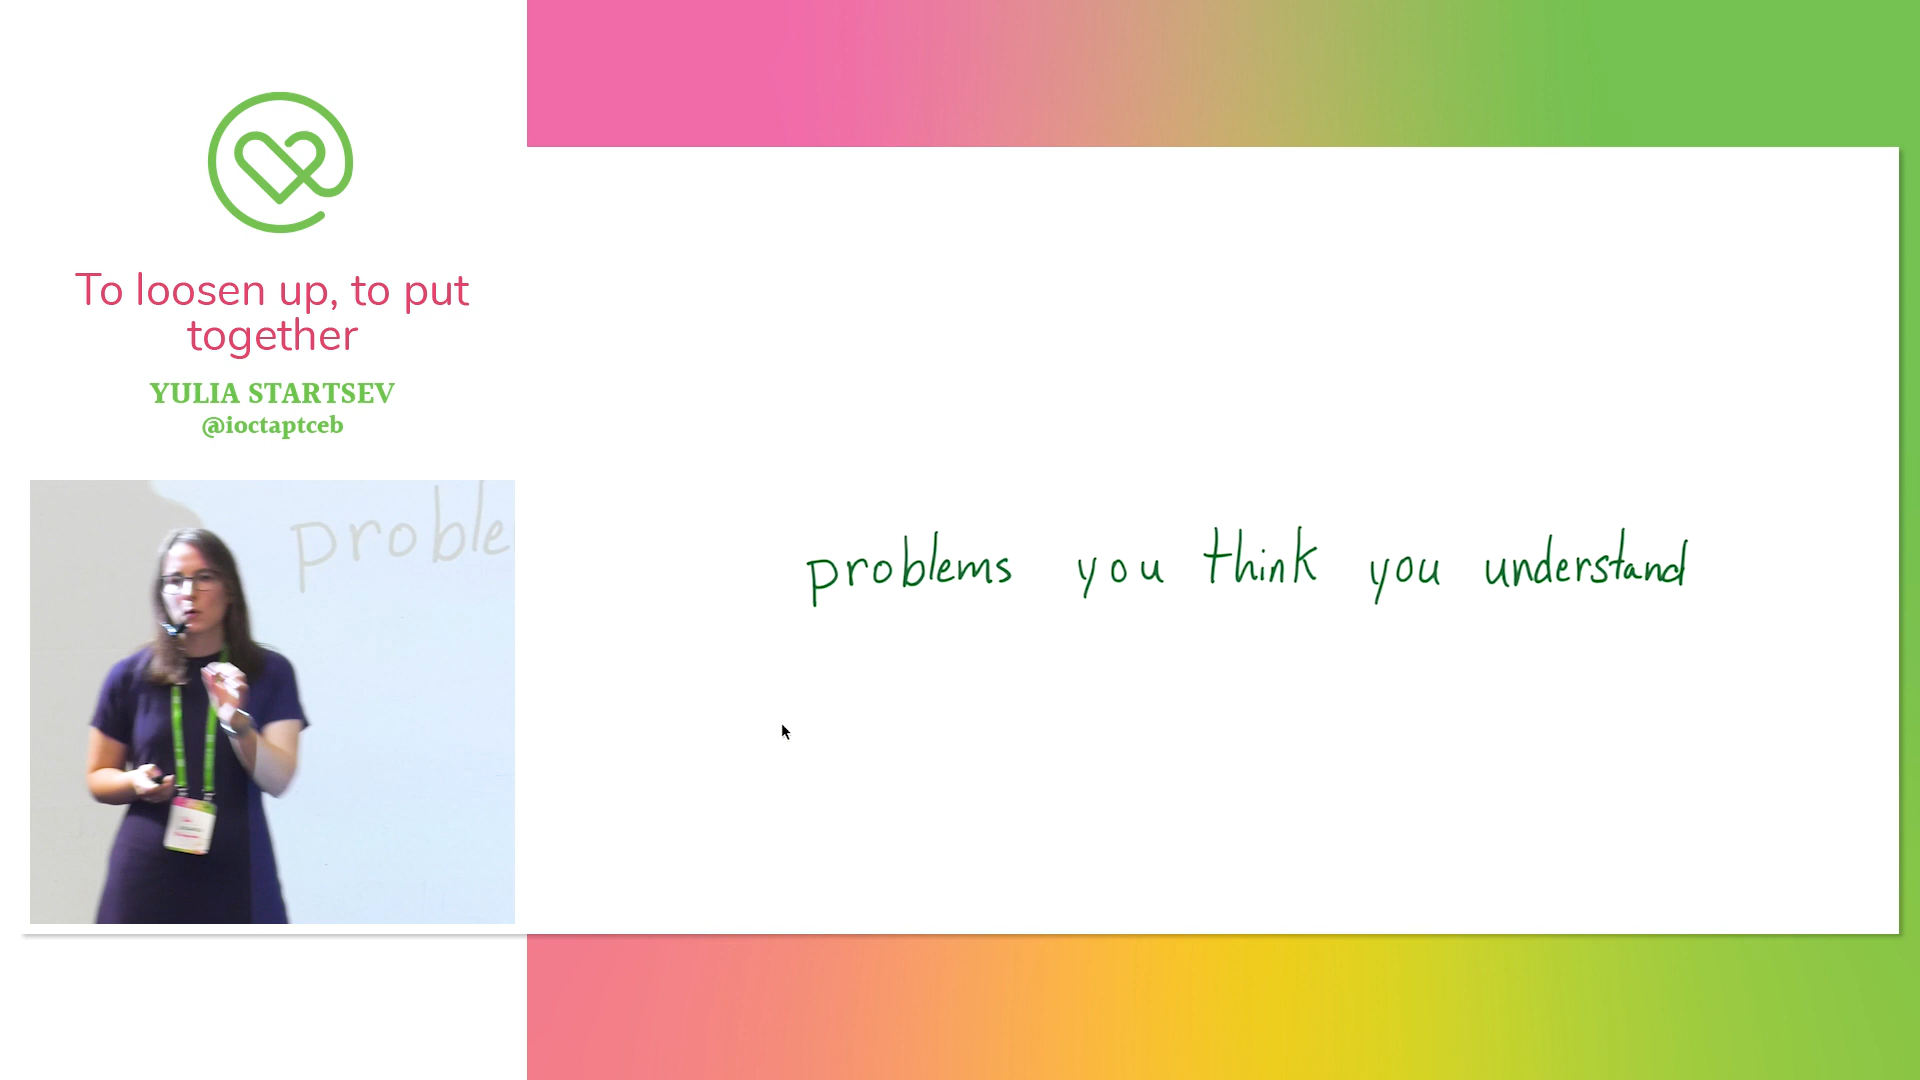 To loosen up, to put
together
YULIA STARTSEV
@ioctaptceb
proble
problems you think you understand